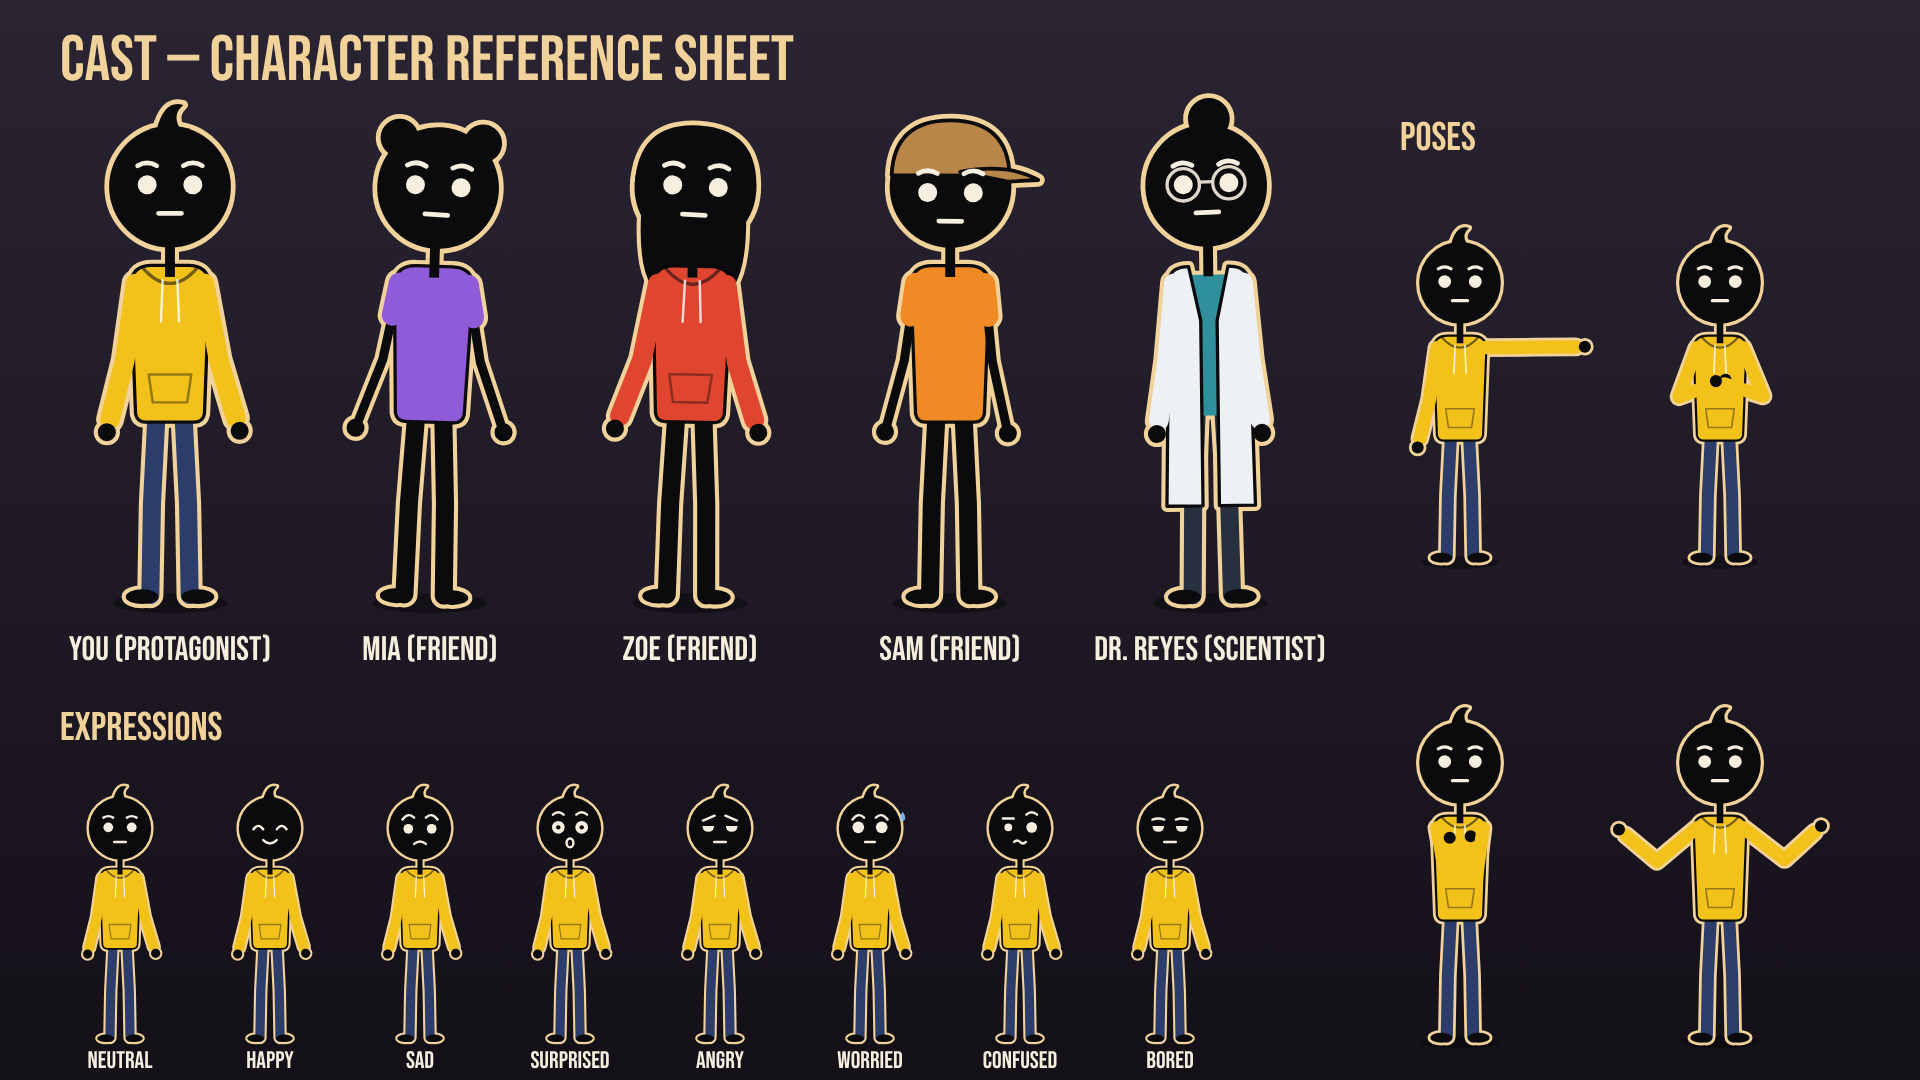 CAST – CHARACTER REFERENCE SHEET
POSES
YOU (PROTAGONIST)
MIA (FRIEND)
ZOE (FRIEND)
SAM (FRIEND)
DR. REYES (SCIENTIST)
EXPRESSIONS
NEUTRAL
HAPPY
SAD
SURPRISED
ANGRY
WORRIED
CONFUSED
BORED